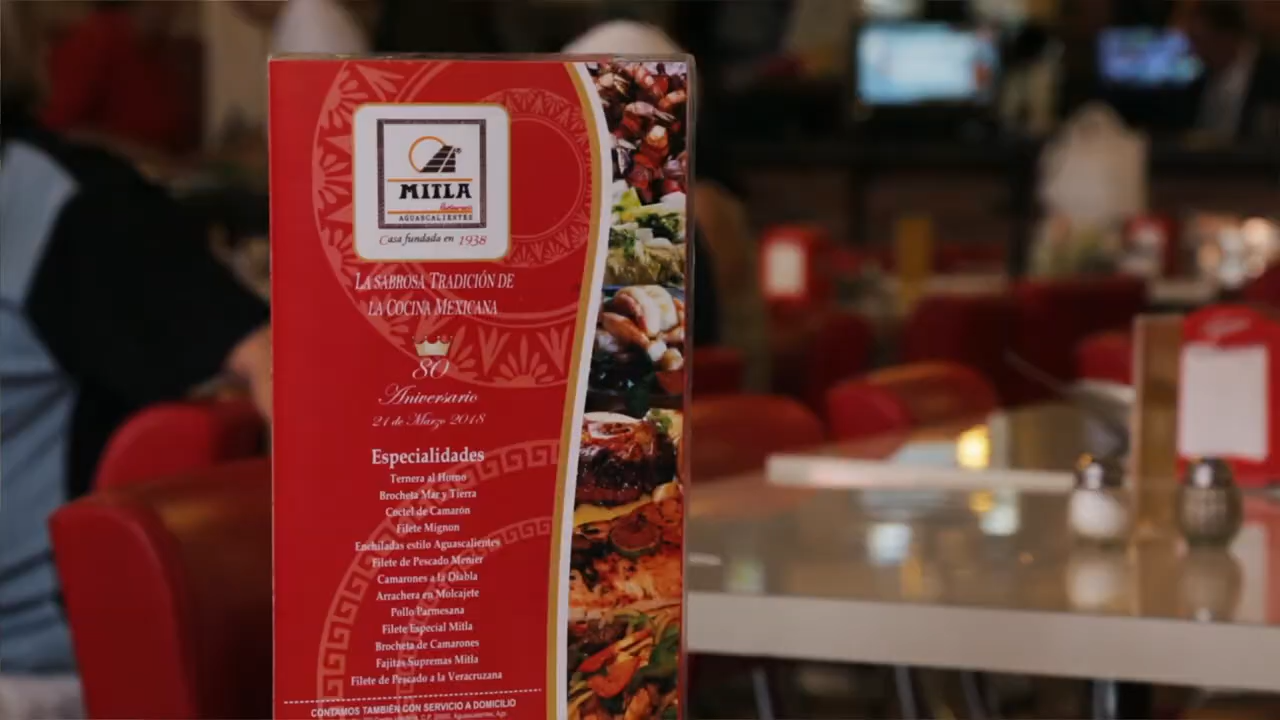 MITLA
Restaurant
AGUASCALIENTES
Casa fundada en 1938
LA SABROSA TRADICIÓN DE
LA COCINA MEXICANA
80
Aniversario
21 de Marzo 2018
Especialidades
Ternera al Horno
Brocheta Mar y Tierra
Coctel de Camarón
Filete Mignon
Enchiladas estilo Aguascalientes
Filete de Pescado Menier
Camarones a la Diabla
Arrachera en Molcajete
Pollo Parmesana
Filete Especial Mitla
Brocheta de Camarones
Fajitas Supremas Mitla
Filete de Pescado a la Veracruzana
CONTAMOS TAMBIÉN CON SERVICIO A DOMICILIO